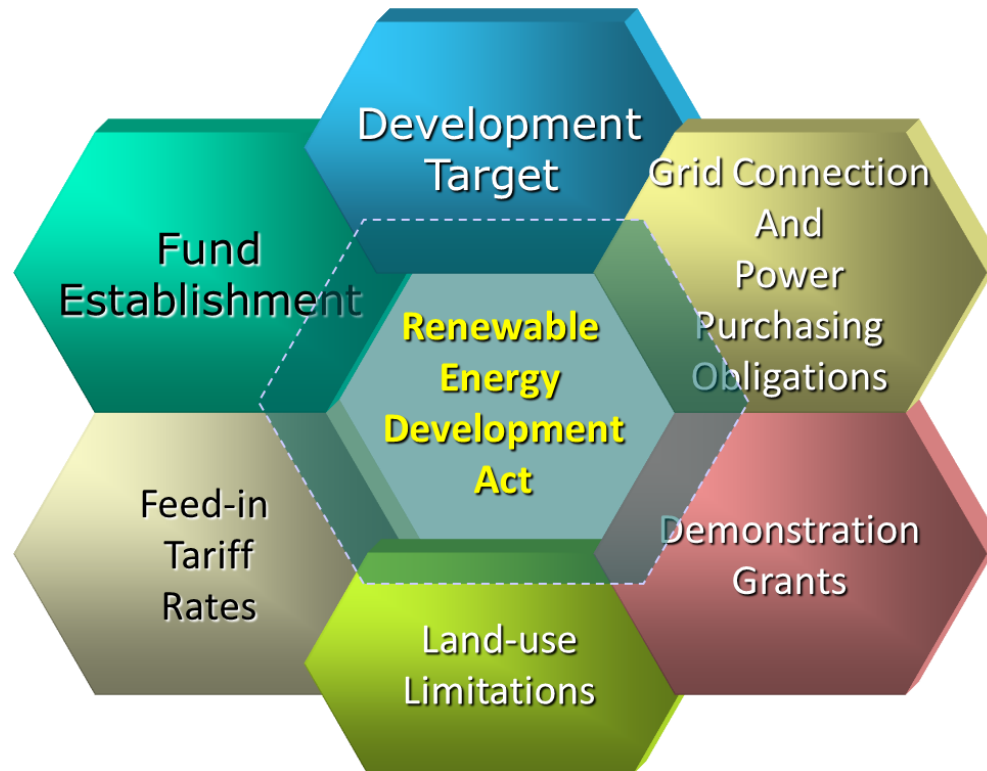 Development
Target
Grid Connection
And
Power
Purchasing
Obligations
Fund
Establishment
Renewable
Energy
Development
Act
Feed-in
Tariff
Rates
Demonstration
Grants
Land-use
Limitations